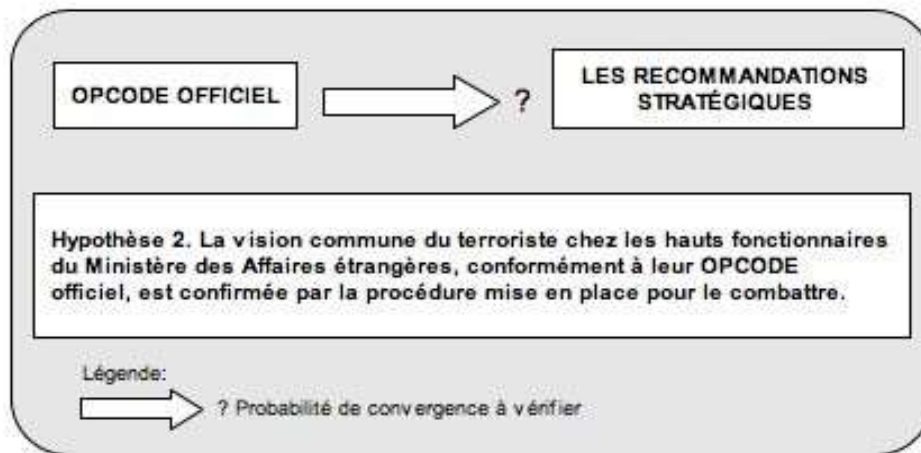 OPCODE OFFICIEL
?
LES RECOMMANDATIONS
STRATÉGIQUES
Hypothèse 2. La vision commune du terroriste chez les hauts fonctionnaires
du Ministère des Affaires étrangères, conformément à leur OPCODE
officiel, est confirmée par la procédure mise en place pour le combattre.
Légende:
? Probabilité de convergence à vérifier